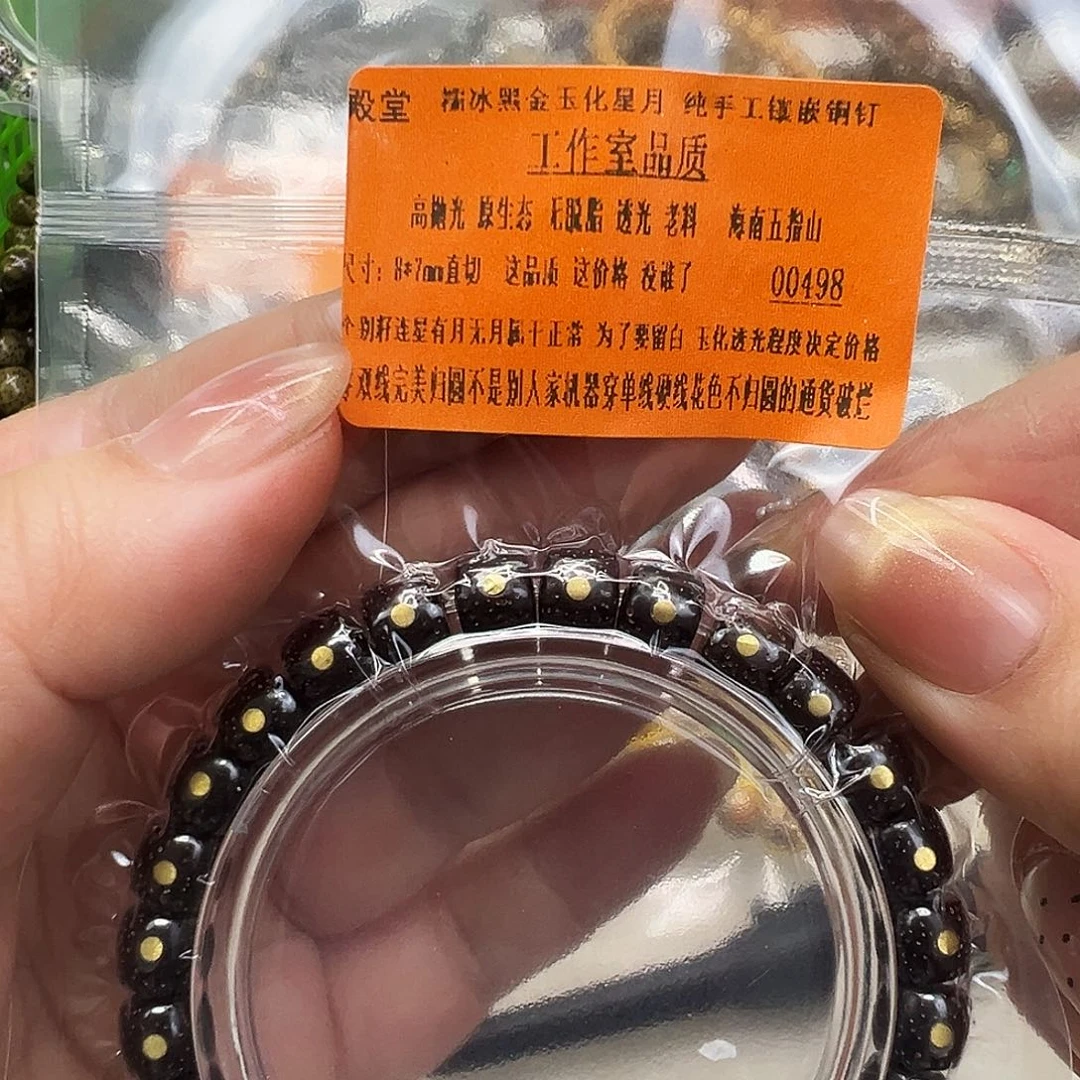 殿堂 糯冰黑金玉化星月 纯手工镶嵌铜钉
工作室品质
高抛光 原生态 无脱脂 透光 老料 海南五指山
尺寸：8*7mm直切 这品质 这价格 没谁了 00498
个别籽连星有月无月属于正常 为了要留白 玉化透光程度决定价格
双线完美归圆不是别人家机器穿单线硬线花色不归圆的通货破烂